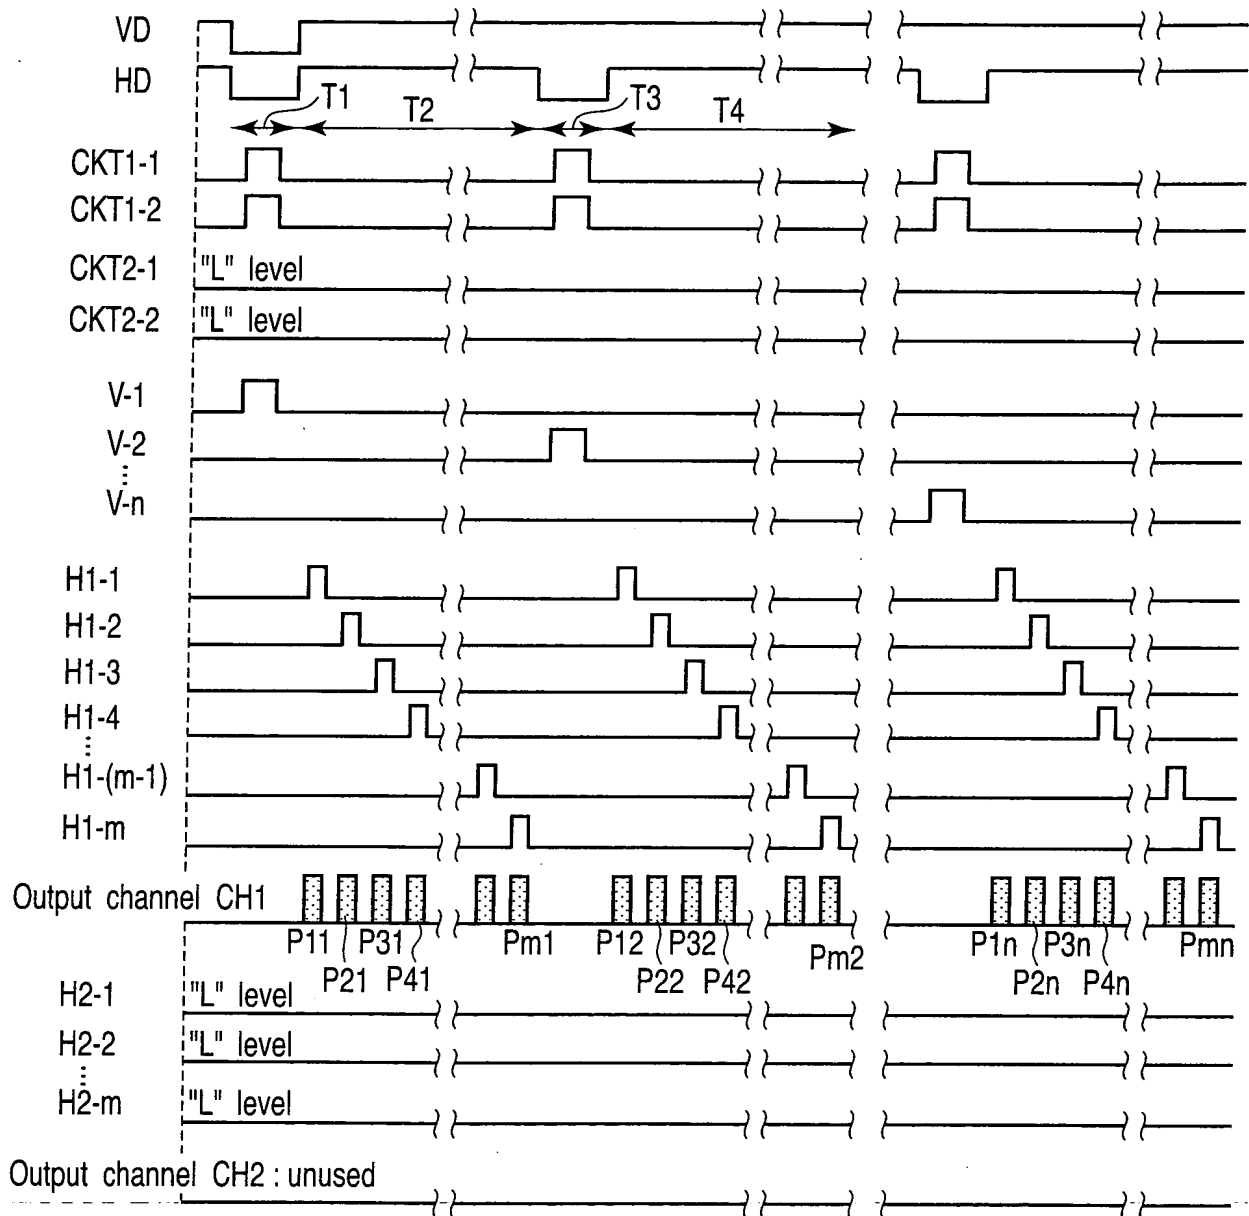 VD
HD
T1
T2
T3
T4
CKT1-1
CKT1-2
CKT2-1 "L" level
CKT2-2 "L" level
V-1
V-2
⋮
V-n
H1-1
H1-2
H1-3
H1-4
⋮
H1-(m-1)
H1-m
Output channel CH1
P11 P31 Pm1 P12 P32 P1n P3n Pmn
P21 P41 P22 P42 Pm2 P2n P4n
H2-1 "L" level
H2-2 "L" level
⋮
H2-m "L" level
Output channel CH2 : unused